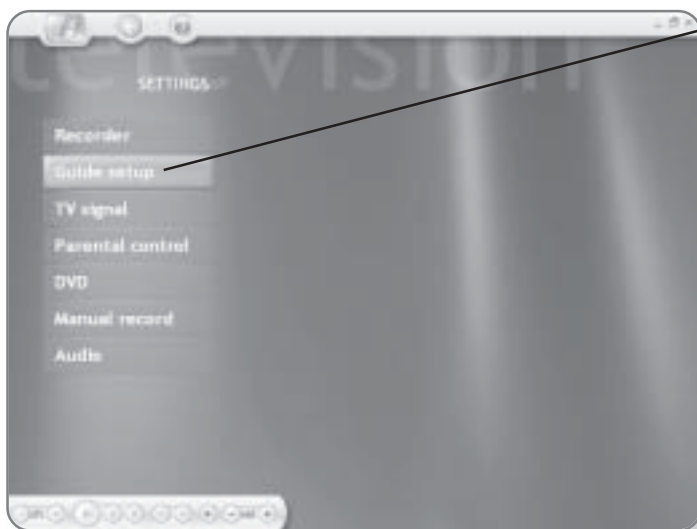 television
SETTINGS
Recorder
Guide setup
TV signal
Parental control
DVD
Manual record
Audio